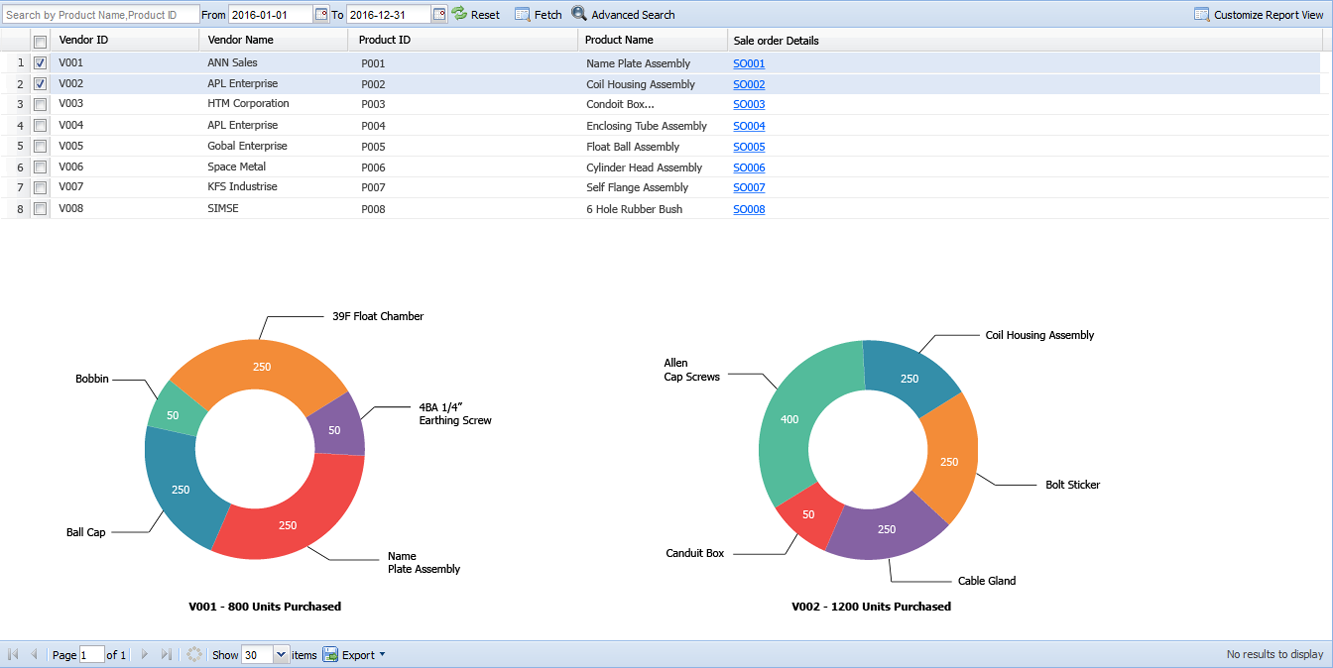 Search by Product Name,Product ID From 2016-01-01 To 2016-12-31 Reset Fetch Advanced Search Customize Report View
Vendor ID Vendor Name Product ID Product Name Sale order Details
1 V001 ANN Sales P001 Name Plate Assembly SO001
2 V002 APL Enterprise P002 Coil Housing Assembly SO002
3 V003 HTM Corporation P003 Condoit Box... SO003
4 V004 APL Enterprise P004 Enclosing Tube Assembly SO004
5 V005 Gobal Enterprise P005 Float Ball Assembly SO005
6 V006 Space Metal P006 Cylinder Head Assembly SO006
7 V007 KFS Industrise P007 Self Flange Assembly SO007
8 V008 SIMSE P008 6 Hole Rubber Bush SO008
39F Float Chamber
250
Bobbin
50
4BA 1/4”
Earthing Screw
50
250
Ball Cap
250
Name
Plate Assembly
V001 - 800 Units Purchased
Coil Housing Assembly
250
Allen
Cap Screws
400
250
Bolt Sticker
50
250
Canduit Box
Cable Gland
V002 - 1200 Units Purchased
Page 1 of 1 Show 30 items Export No results to display